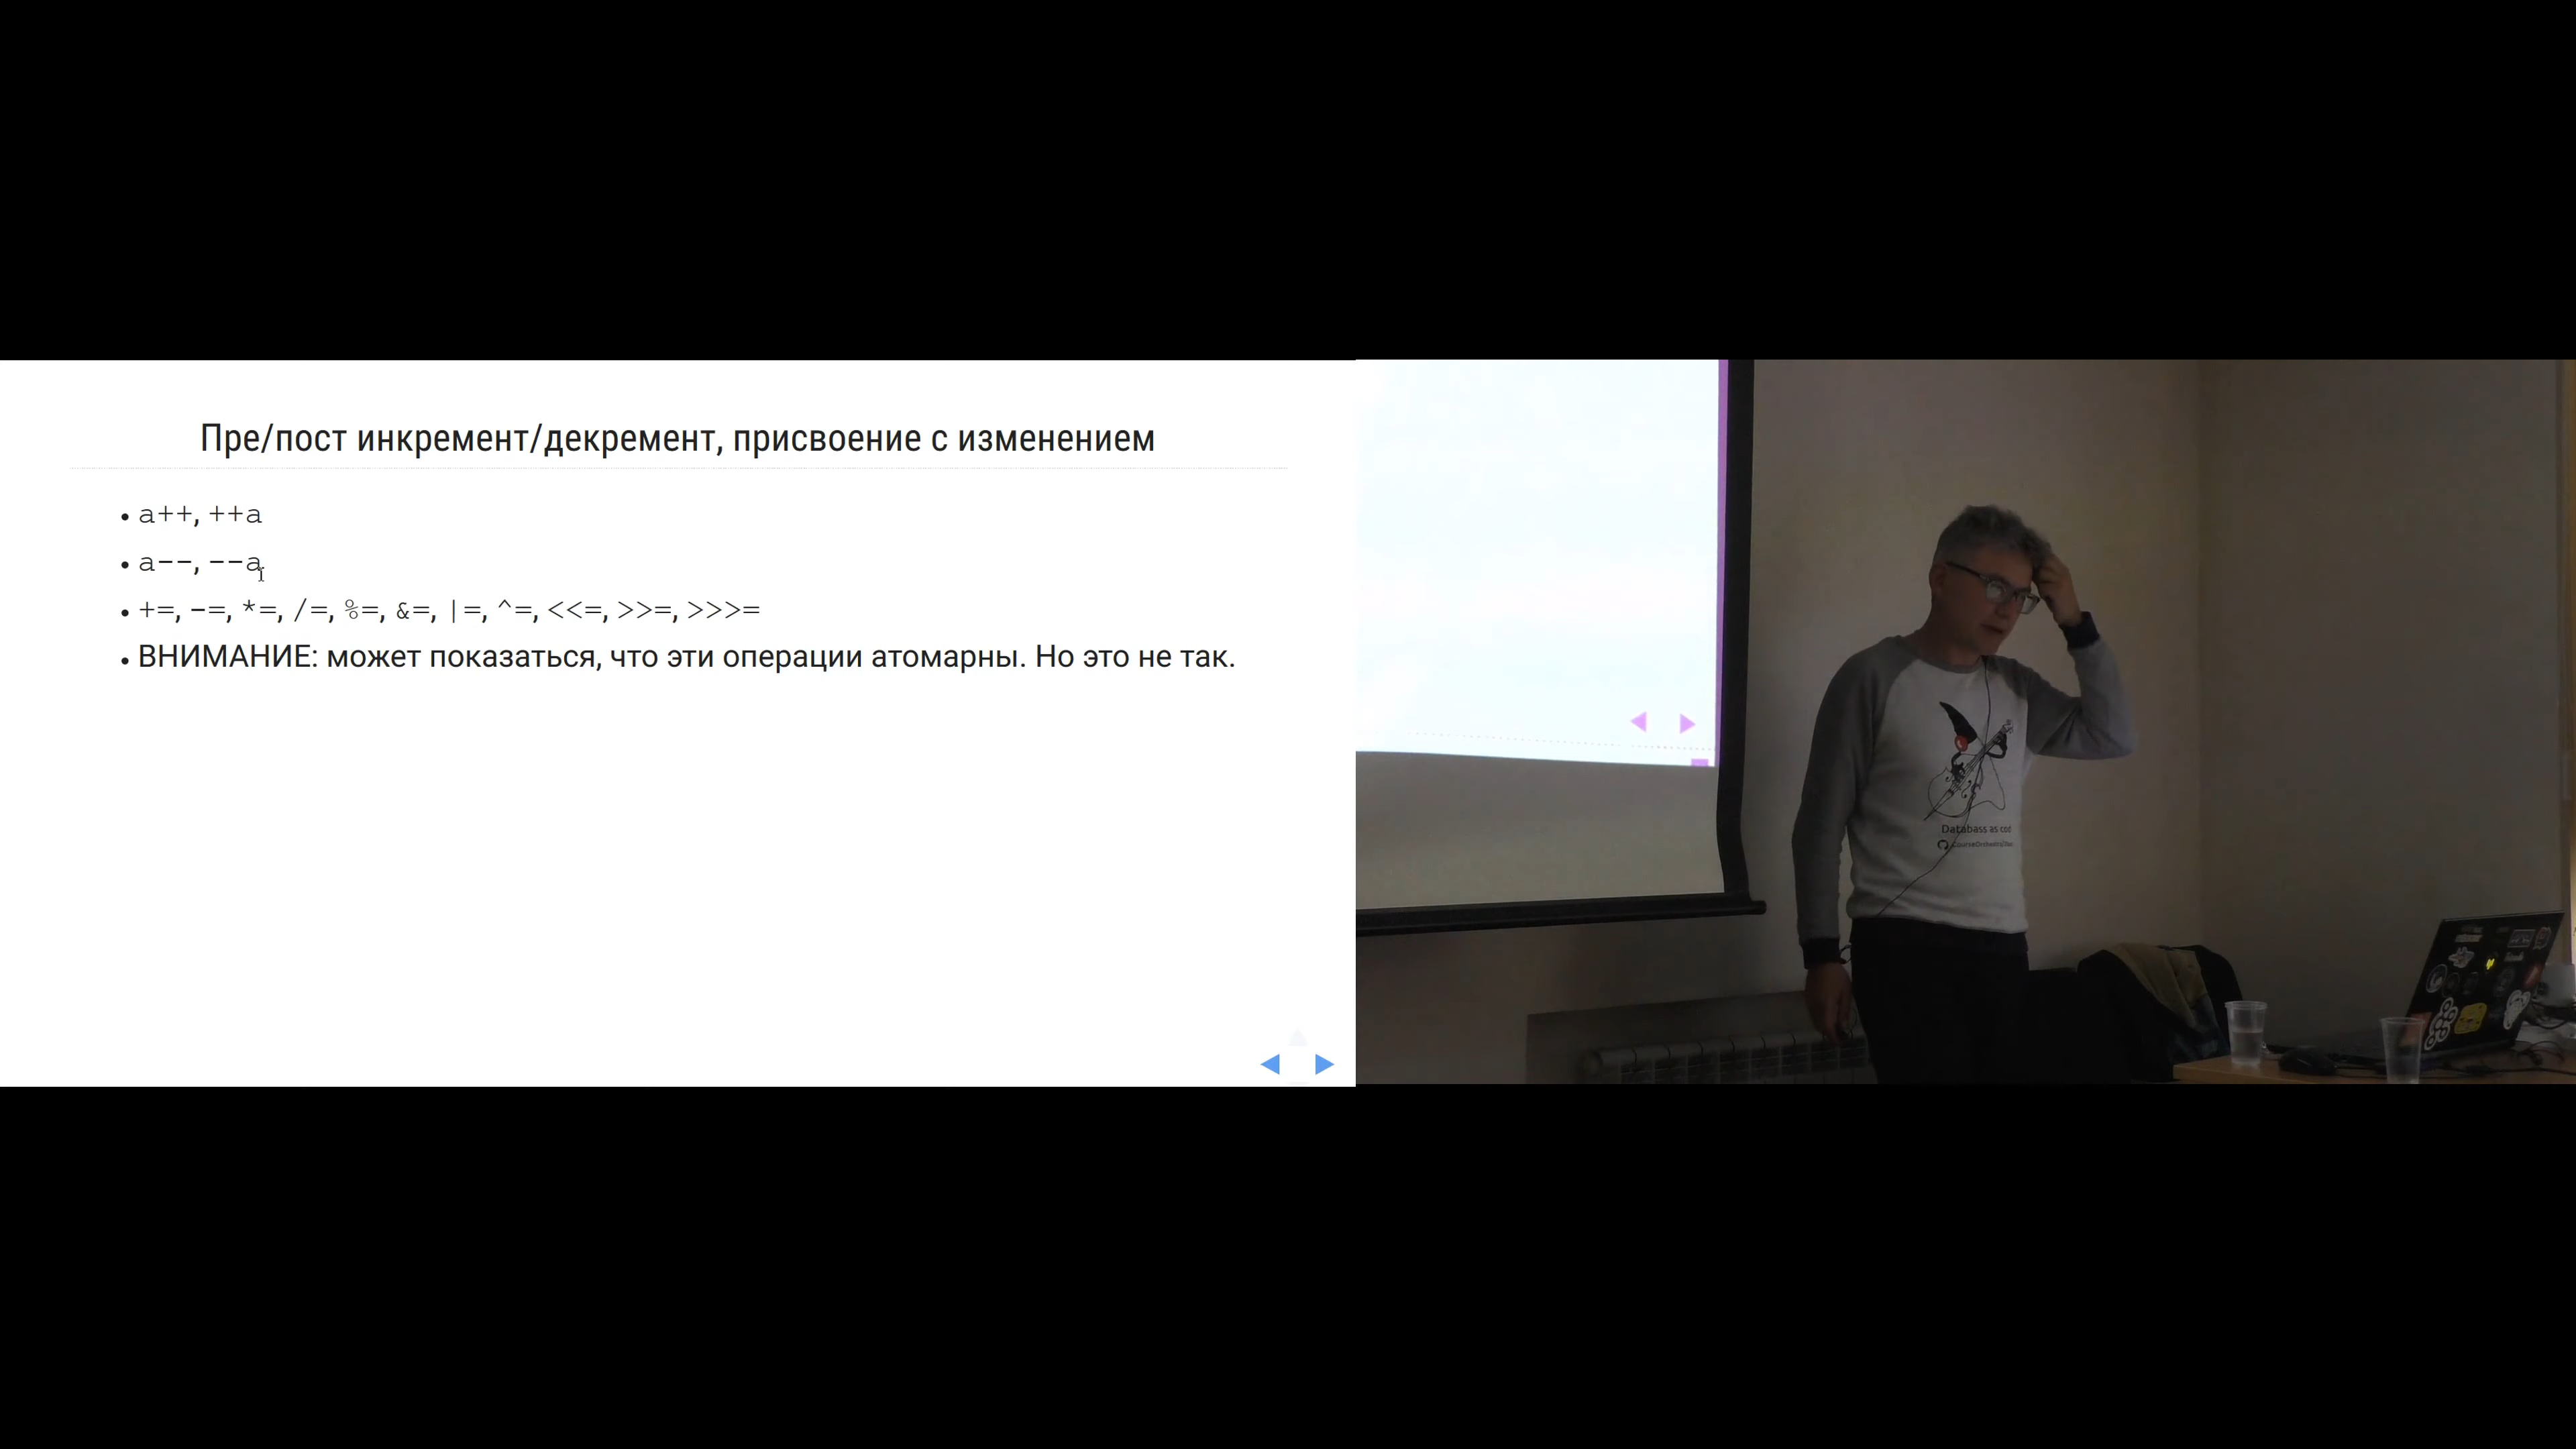 Пре/пост инкремент/декремент, присвоение с изменением
• a++, ++a
• a--, --a
• +=, -=, *=, /=, %=, &=, |=, ^=, <<=, >>=, >>>=
• ВНИМАНИЕ: может показаться, что эти операции атомарны. Но это не так.
Databass as cod